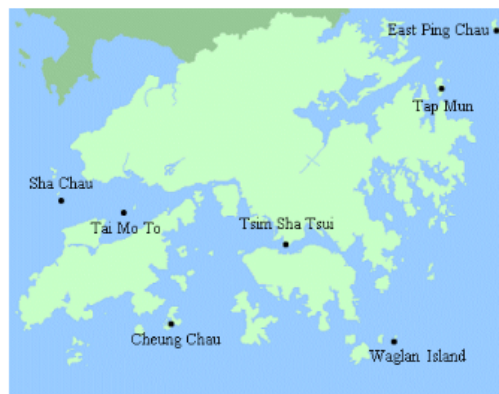 East Ping Chau
Tap Mun
Sha Chau
Tai Mo To
Tsim Sha Tsui
Cheung Chau
Waglan Island